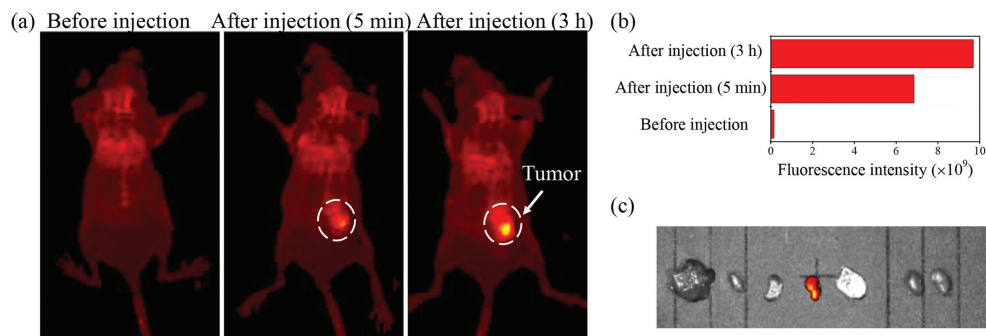 (a)
Before injection
After injection (5 min)
After injection (3 h)
Tumor
(b)
After injection (3 h)
After injection (5 min)
Before injection
0 2 4 6 8 10
Fluorescence intensity (×10⁹)
(c)